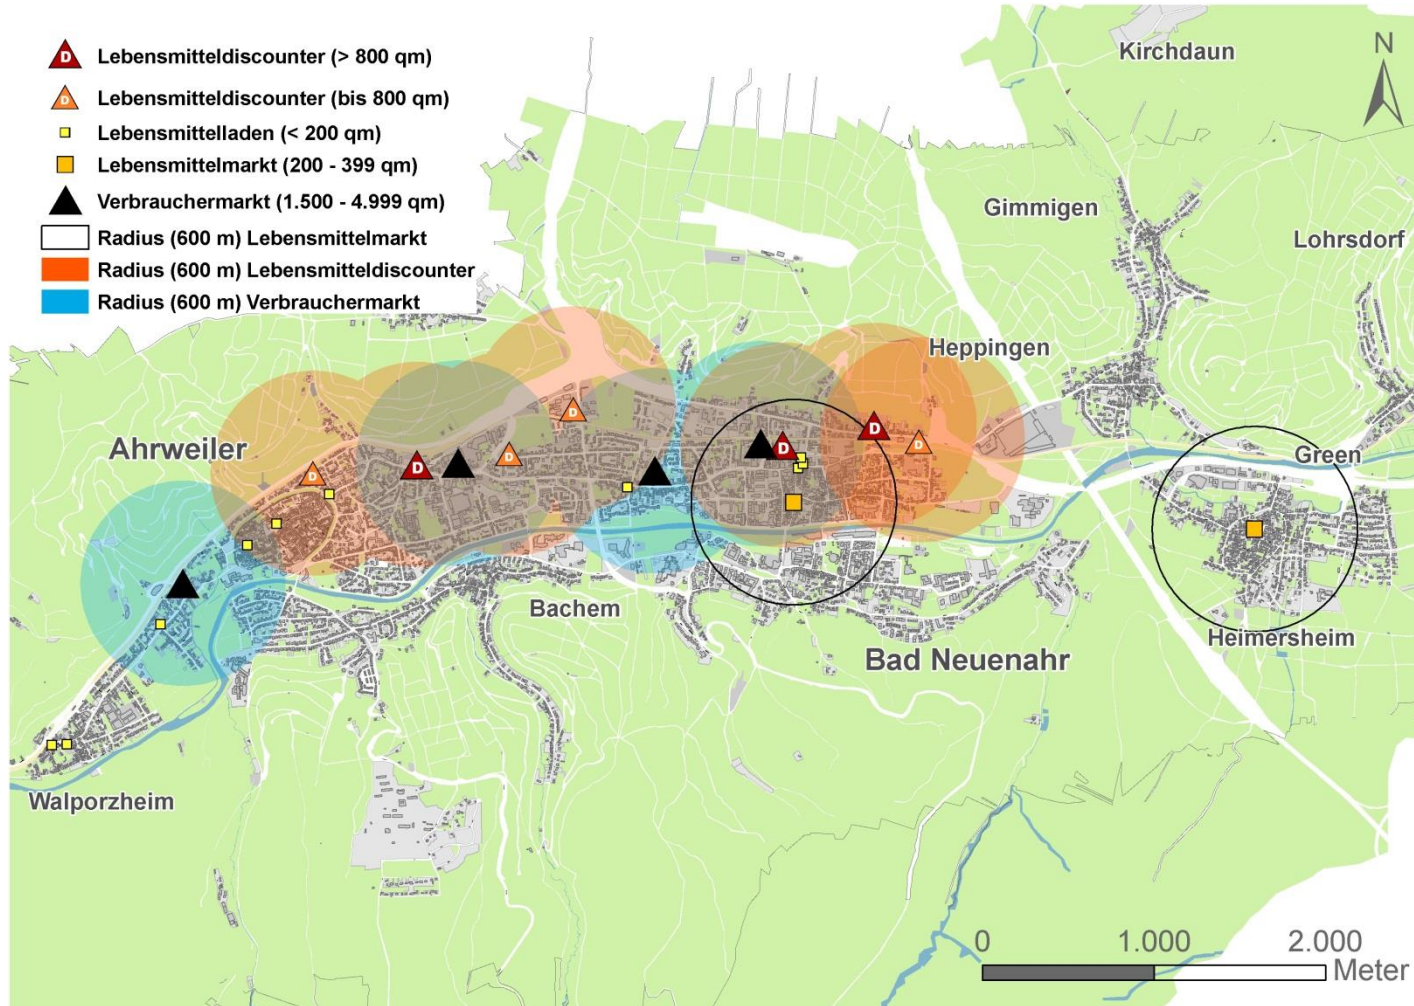 D Lebensmitteldiscounter (> 800 qm)
D Lebensmitteldiscounter (bis 800 qm)
Lebensmittelladen (< 200 qm)
Lebensmittelmarkt (200 - 399 qm)
Verbrauchermarkt (1.500 - 4.999 qm)
Radius (600 m) Lebensmittelmarkt
Radius (600 m) Lebensmitteldiscounter
Radius (600 m) Verbrauchermarkt
Kirchdaun
N
Gimmigen
Lohrsdorf
Heppingen
D
D
Ahrweiler
D
D
D
D
D
Green
Bachem
Heimersheim
Bad Neuenahr
Walporzheim
0 1.000 2.000
Meter